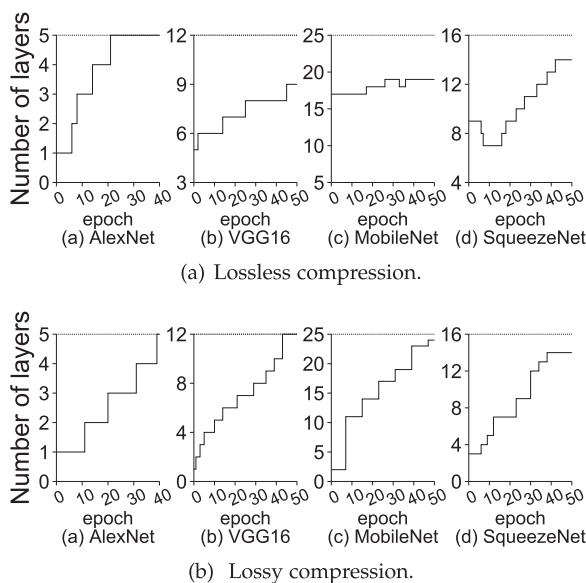 Number of layers
5
4
3
2
1
0
0 10 20 30 40
epoch
(a) AlexNet
12
9
6
3
0 10 20 30 40 50
epoch
(b) VGG16
25
20
15
10
5
0 10 20 30 40 50
epoch
(c) MobileNet
16
12
8
4
0 10 20 30 40 50
epoch
(d) SqueezeNet
(a) Lossless compression.
Number of layers
5
4
3
2
1
0
0 10 20 30 40
epoch
(a) AlexNet
12
8
4
0 10 20 30 40 50
epoch
(b) VGG16
25
20
15
10
5
0
0 10 20 30 40 50
epoch
(c) MobileNet
16
12
8
4
0
0 10 20 30 40 50
epoch
(d) SqueezeNet
(b) Lossy compression.